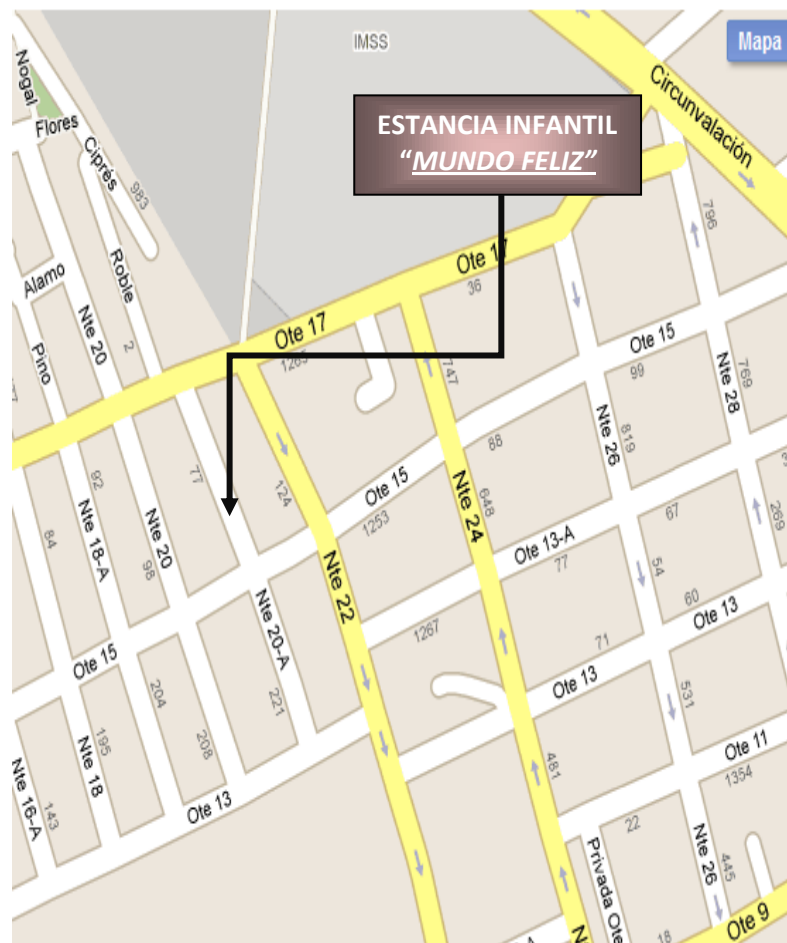 IMSS
Mapa
Circunvalación
Nogal
Flores
Ciprés
983
ESTANCIA INFANTIL
“MUNDO FELIZ”
796
Roble
Alamo
Nte 20
2
Pino
Ote 17
Ote 17
36
1265
747
Ote 15
99
769
Nte 28
Nte 26
819
88
77
92
124
Ote 15
1253
648
Nte 24
84
Nte 18-A
Nte 20
98
Ote 13-A
77
67
269
54
60
Nte 22
Nte 20-A
1267
71
Ote 13
Ote 13
Ote 15
204
208
221
195
Nte 18
531
481
Ote 11
1354
Ote 13
Nte 16-A
143
22
Privada Ote
Nte 26
445
Ote 9
18